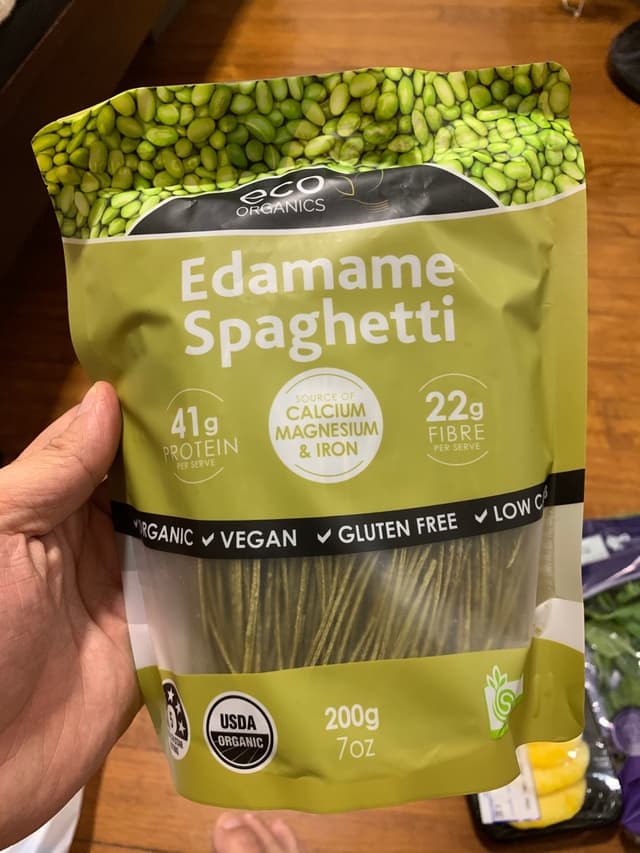 eco
ORGANICS
Edamame
Spaghetti
41g
PROTEIN
PER SERVE
SOURCE OF
CALCIUM
MAGNESIUM
& IRON
22g
FIBRE
PER SERVE
RGANIC ✓ VEGAN ✓ GLUTEN FREE ✓ LOW C
USDA
ORGANIC
200g
7oz